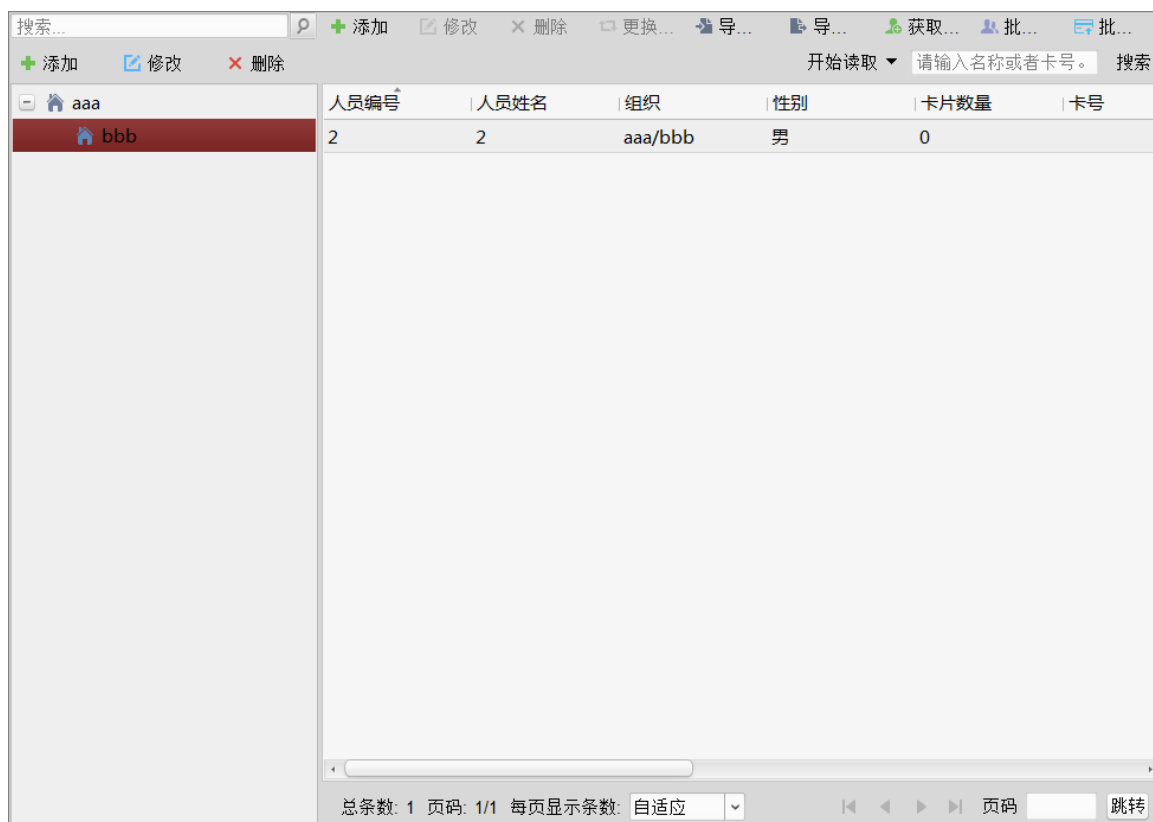 搜索... 添加 修改 删除 更换... 导... 导... 获取... 批... 批...
添加 修改 删除 开始读取 请输入名称或者卡号。 搜索
aaa 人员编号 人员姓名 组织 性别 卡片数量 卡号
bbb 2 2 aaa/bbb 男 0
总条数: 1 页码: 1/1 每页显示条数: 自适应 页码 跳转